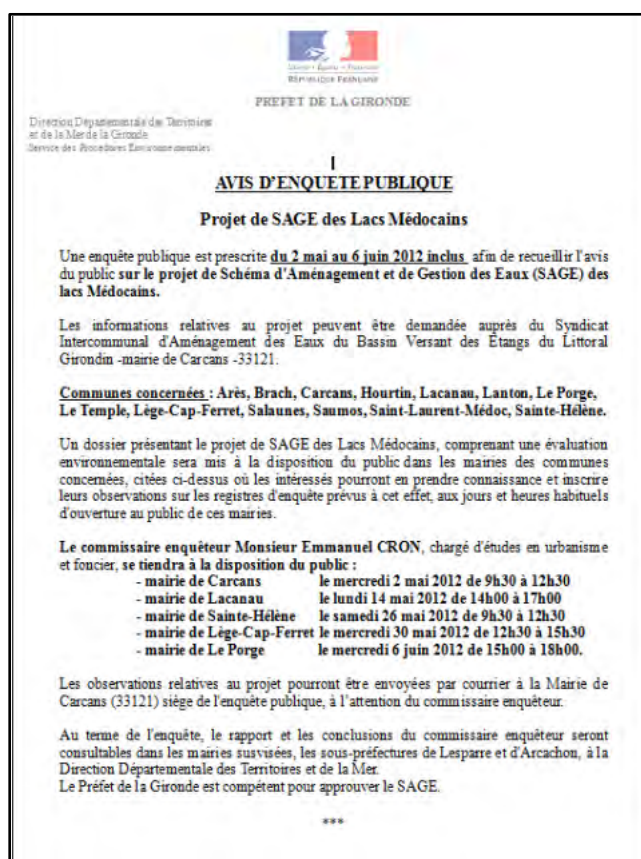 Liberté • Égalité • Fraternité
RÉPUBLIQUE FRANÇAISE
PREFET DE LA GIRONDE
Direction Départementale des Territoires
et de la Mer de la Gironde
Service des Procédures Environnementales
AVIS D'ENQUETE PUBLIQUE
Projet de SAGE des Lacs Médocains
Une enquête publique est prescrite du 2 mai au 6 juin 2012 inclus afin de recueillir l'avis
du public sur le projet de Schéma d'Aménagement et de Gestion des Eaux (SAGE) des
lacs Médocains.
Les informations relatives au projet peuvent être demandée auprès du Syndicat
Intercommunal d'Aménagement des Eaux du Bassin Versant des Étangs du Littoral
Girondin -mairie de Carcans -33121.
Communes concernées : Arès, Brach, Carcans, Hourtin, Lacanau, Lanton, Le Porge,
Le Temple, Lège-Cap-Ferret, Salaunes, Saumos, Saint-Laurent-Médoc, Sainte-Hélène.
Un dossier présentant le projet de SAGE des Lacs Médocains, comprenant une évaluation
environnementale sera mis à la disposition du public dans les mairies des communes
concernées, citées ci-dessus où les intéressés pourront en prendre connaissance et inscrire
leurs observations sur les registres d'enquête prévus à cet effet, aux jours et heures habituels
d'ouverture au public de ces mairies.
Le commissaire enquêteur Monsieur Emmanuel CRON, chargé d'études en urbanisme
et foncier, se tiendra à la disposition du public :
- mairie de Carcans le mercredi 2 mai 2012 de 9h30 à 12h30
- mairie de Lacanau le lundi 14 mai 2012 de 14h00 à 17h00
- mairie de Sainte-Hélène le samedi 26 mai 2012 de 9h30 à 12h30
- mairie de Lège-Cap-Ferret le mercredi 30 mai 2012 de 12h30 à 15h30
- mairie de Le Porge le mercredi 6 juin 2012 de 15h00 à 18h00.
Les observations relatives au projet pourront être envoyées par courrier à la Mairie de
Carcans (33121) siège de l'enquête publique, à l'attention du commissaire enquêteur.
Au terme de l'enquête, le rapport et les conclusions du commissaire enquêteur seront
consultables dans les mairies susvisées, les sous-préfectures de Lesparre et d'Arcachon, à la
Direction Départementale des Territoires et de la Mer.
Le Préfet de la Gironde est compétent pour approuver le SAGE.
***